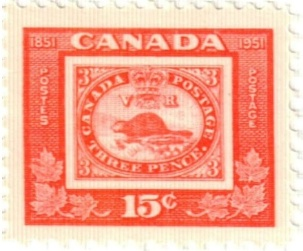 1851 CANADA 1951
POSTES
POSTAGE
3 3
CANADA POSTAGE
V R
THREE PENCE
3 3
15¢